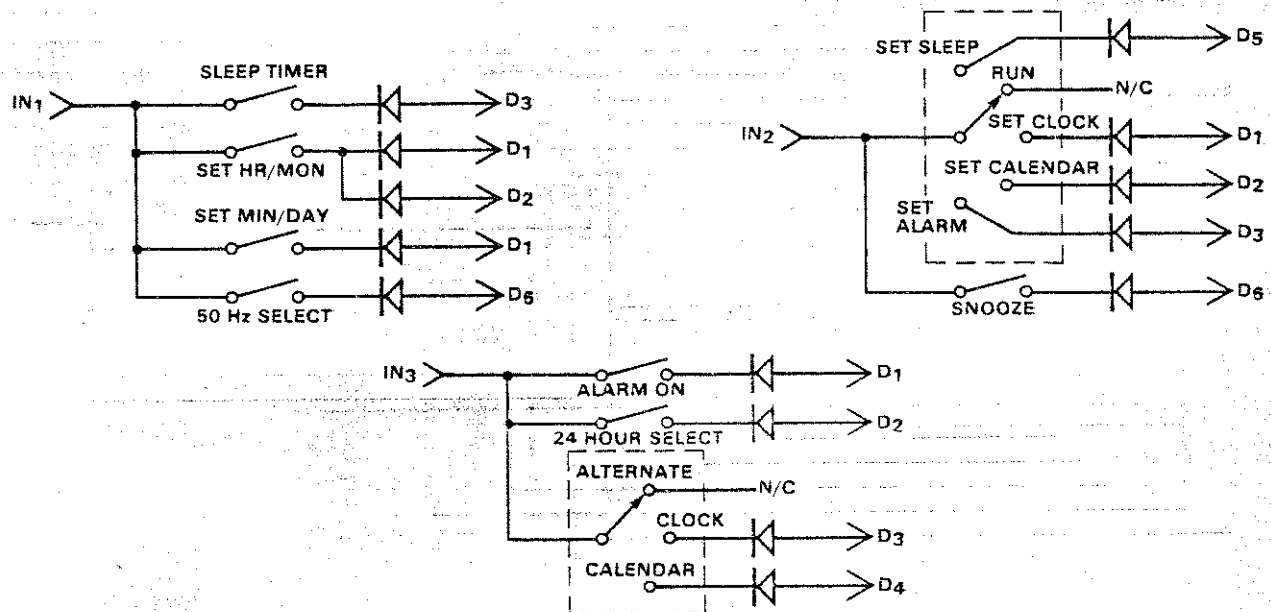 SLEEP TIMER
IN1
D3
SET HR/MON
D1
D2
SET MIN/DAY
D1
50 Hz SELECT
D6
SET SLEEP
D5
RUN
N/C
IN2
SET CLOCK
D1
SET CALENDAR
D2
SET
ALARM
D3
SNOOZE
D6
IN3
ALARM ON
D1
24 HOUR SELECT
D2
ALTERNATE
N/C
CLOCK
D3
CALENDAR
D4